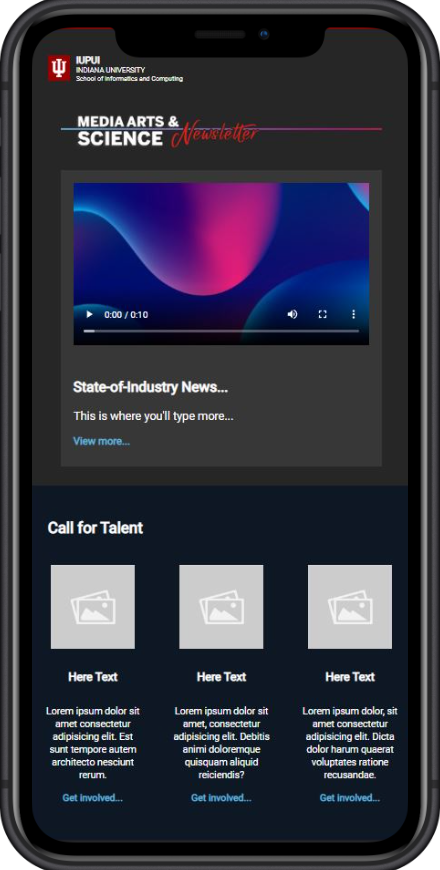 IUPUI
INDIANA UNIVERSITY
School of Informatics and Computing
MEDIA ARTS &
SCIENCE Newsletter
0:00 / 0:10
State-of-Industry News...
This is where you'll type more...
View more...
Call for Talent
Here Text
Lorem ipsum dolor sit
amet consectetur
adipisicing elit. Est
sunt tempore autem
architecto nesciunt
rerum.
Get involved...
Here Text
Lorem ipsum dolor sit
amet, consectetur
adipisicing elit. Debitis
animi doloremque
quisquam aliquid
reiciendis?
Get involved...
Here Text
Lorem ipsum dolor, sit
amet consectetur
adipisicing elit. Dicta
dolor harum quaerat
voluptates ratione
recusandae.
Get involved...